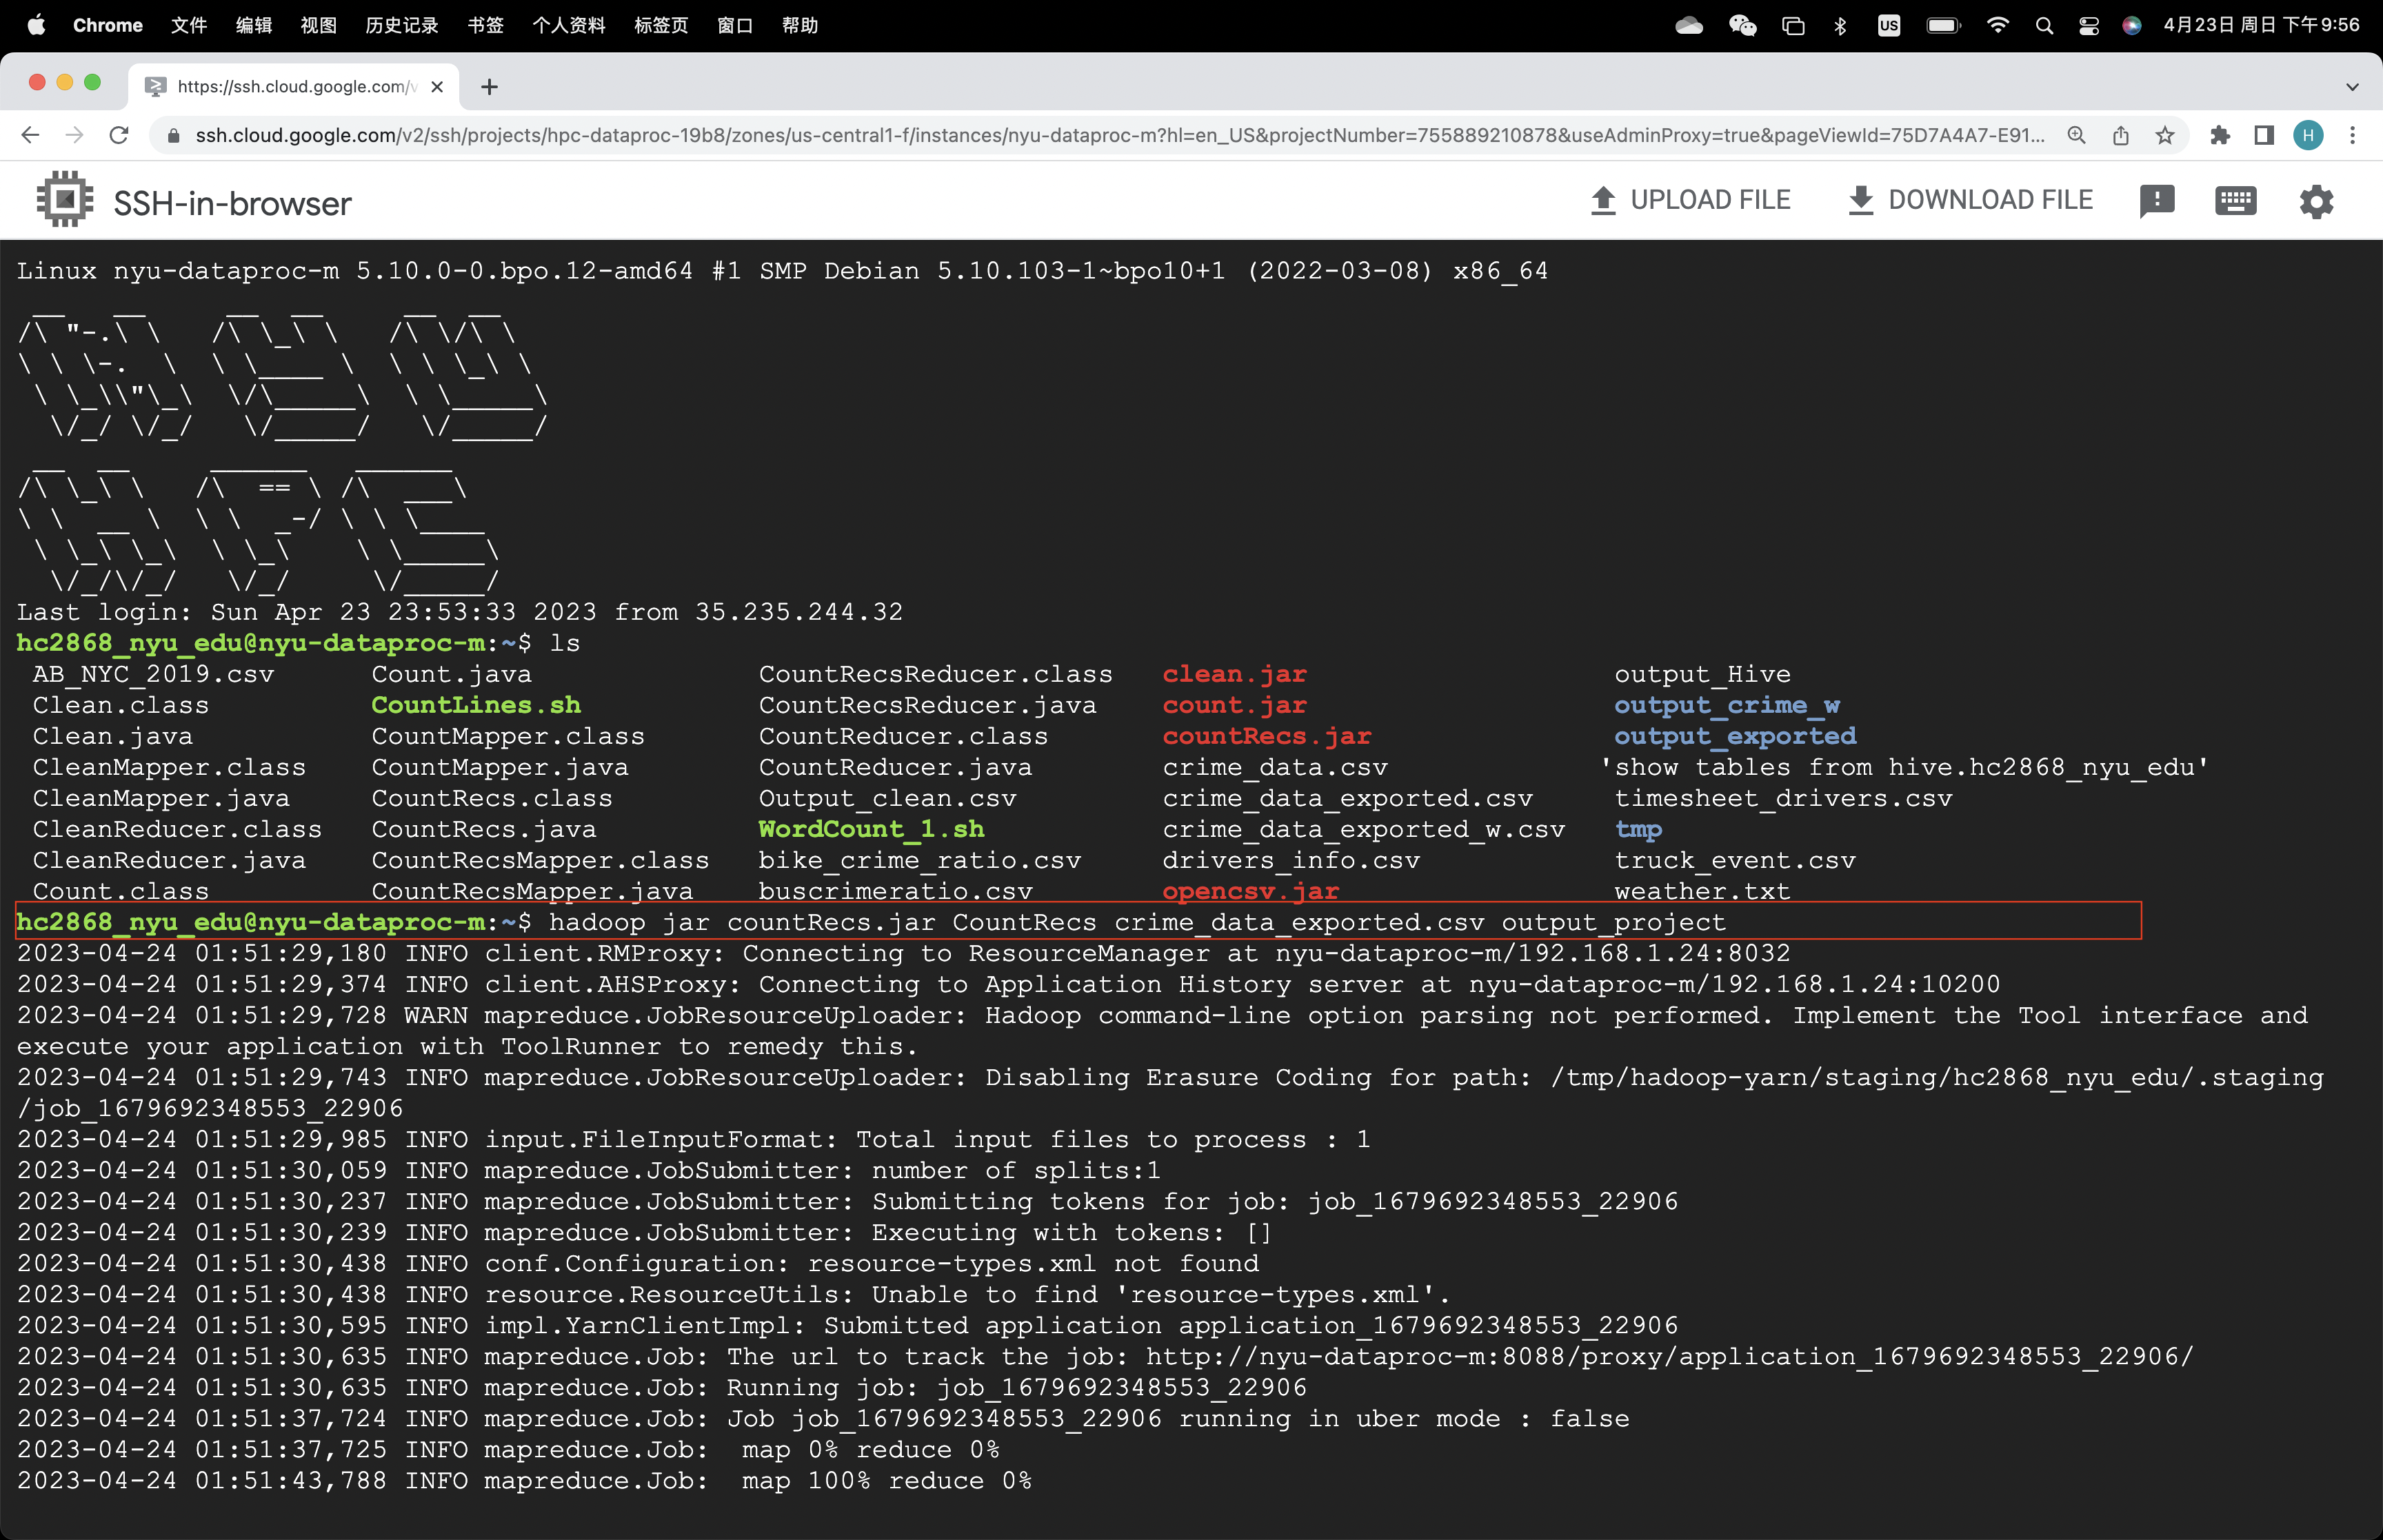 Chrome 文件 编辑 视图 历史记录 书签 个人资料 标签页 窗口 帮助 US 4月23日 周日 下午9:56
https://ssh.cloud.google.com/v
ssh.cloud.google.com/v2/ssh/projects/hpc-dataproc-19b8/zones/us-central1-f/instances/nyu-dataproc-m?hl=en_US&projectNumber=755889210878&useAdminProxy=true&pageViewId=75D7A4A7-E91... H
SSH-in-browser UPLOAD FILE DOWNLOAD FILE
Linux nyu-dataproc-m 5.10.0-0.bpo.12-amd64 #1 SMP Debian 5.10.103-1~bpo10+1 (2022-03-08) x86_64
 __   __     __  __     __  __
/\ "-.\ \   /\ \_\ \   /\ \/\ \
\ \ \-.  \  \ \____ \  \ \ \_\ \
 \ \_\\"\_\  \/\_____\  \ \_____\
  \/_/ \/_/   \/_____/   \/_____/
 __  __     ______   ______
/\ \_\ \   /\  == \ /\  ___\
\ \  __ \  \ \  _-/ \ \ \____
 \ \_\ \_\  \ \_\    \ \_____\
  \/_/\/_/   \/_/     \/_____/
Last login: Sun Apr 23 23:53:33 2023 from 35.235.244.32
hc2868_nyu_edu@nyu-dataproc-m:~$ ls
AB_NYC_2019.csv Count.java CountRecsReducer.class clean.jar output_Hive
Clean.class CountLines.sh CountRecsReducer.java count.jar output_crime_w
Clean.java CountMapper.class CountReducer.class countRecs.jar output_exported
CleanMapper.class CountMapper.java CountReducer.java crime_data.csv 'show tables from hive.hc2868_nyu_edu'
CleanMapper.java CountRecs.class Output_clean.csv crime_data_exported.csv timesheet_drivers.csv
CleanReducer.class CountRecs.java WordCount_1.sh crime_data_exported_w.csv tmp
CleanReducer.java CountRecsMapper.class bike_crime_ratio.csv drivers_info.csv truck_event.csv
Count.class CountRecsMapper.java buscrimeratio.csv opencsv.jar weather.txt
hc2868_nyu_edu@nyu-dataproc-m:~$ hadoop jar countRecs.jar CountRecs crime_data_exported.csv output_project
2023-04-24 01:51:29,180 INFO client.RMProxy: Connecting to ResourceManager at nyu-dataproc-m/192.168.1.24:8032
2023-04-24 01:51:29,374 INFO client.AHSProxy: Connecting to Application History server at nyu-dataproc-m/192.168.1.24:10200
2023-04-24 01:51:29,728 WARN mapreduce.JobResourceUploader: Hadoop command-line option parsing not performed. Implement the Tool interface and
execute your application with ToolRunner to remedy this.
2023-04-24 01:51:29,743 INFO mapreduce.JobResourceUploader: Disabling Erasure Coding for path: /tmp/hadoop-yarn/staging/hc2868_nyu_edu/.staging
/job_1679692348553_22906
2023-04-24 01:51:29,985 INFO input.FileInputFormat: Total input files to process : 1
2023-04-24 01:51:30,059 INFO mapreduce.JobSubmitter: number of splits:1
2023-04-24 01:51:30,237 INFO mapreduce.JobSubmitter: Submitting tokens for job: job_1679692348553_22906
2023-04-24 01:51:30,239 INFO mapreduce.JobSubmitter: Executing with tokens: []
2023-04-24 01:51:30,438 INFO conf.Configuration: resource-types.xml not found
2023-04-24 01:51:30,438 INFO resource.ResourceUtils: Unable to find 'resource-types.xml'.
2023-04-24 01:51:30,595 INFO impl.YarnClientImpl: Submitted application application_1679692348553_22906
2023-04-24 01:51:30,635 INFO mapreduce.Job: The url to track the job: http://nyu-dataproc-m:8088/proxy/application_1679692348553_22906/
2023-04-24 01:51:30,635 INFO mapreduce.Job: Running job: job_1679692348553_22906
2023-04-24 01:51:37,724 INFO mapreduce.Job: Job job_1679692348553_22906 running in uber mode : false
2023-04-24 01:51:37,725 INFO mapreduce.Job:  map 0% reduce 0%
2023-04-24 01:51:43,788 INFO mapreduce.Job:  map 100% reduce 0%